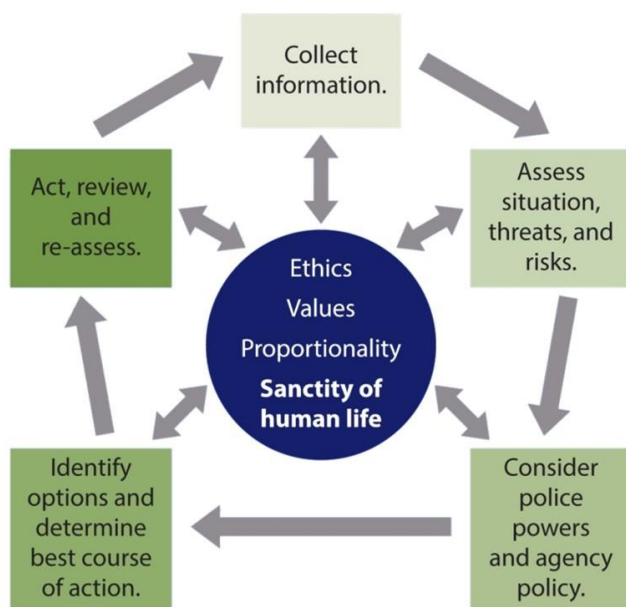 Collect
information.
Assess
situation,
threats, and
risks.
Consider
police
powers
and agency
policy.
Identify
options and
determine
best course
of action.
Act, review,
and
re-assess.
Ethics
Values
Proportionality
Sanctity of
human life